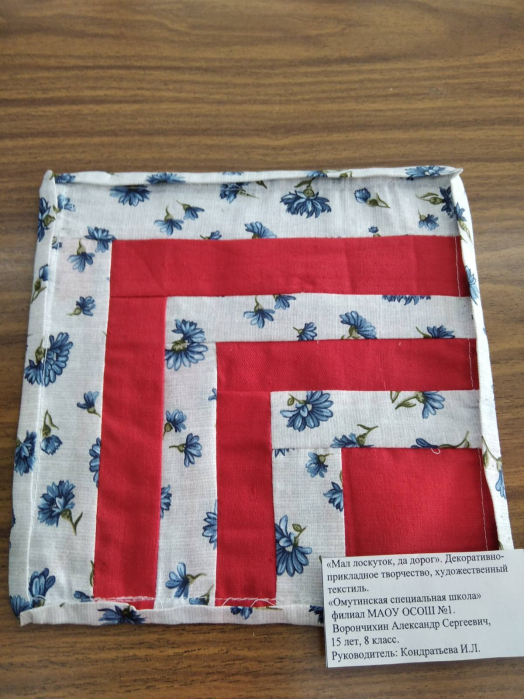 «Мал лоскуток, да дорог». Декоративно-
прикладное творчество, художественный
текстиль.
«Омутинская специальная школа»
филиал МАОУ ОСОШ №1.
Ворончихин Александр Сергеевич,
15 лет, 8 класс.
Руководитель: Кондратьева И.Л.